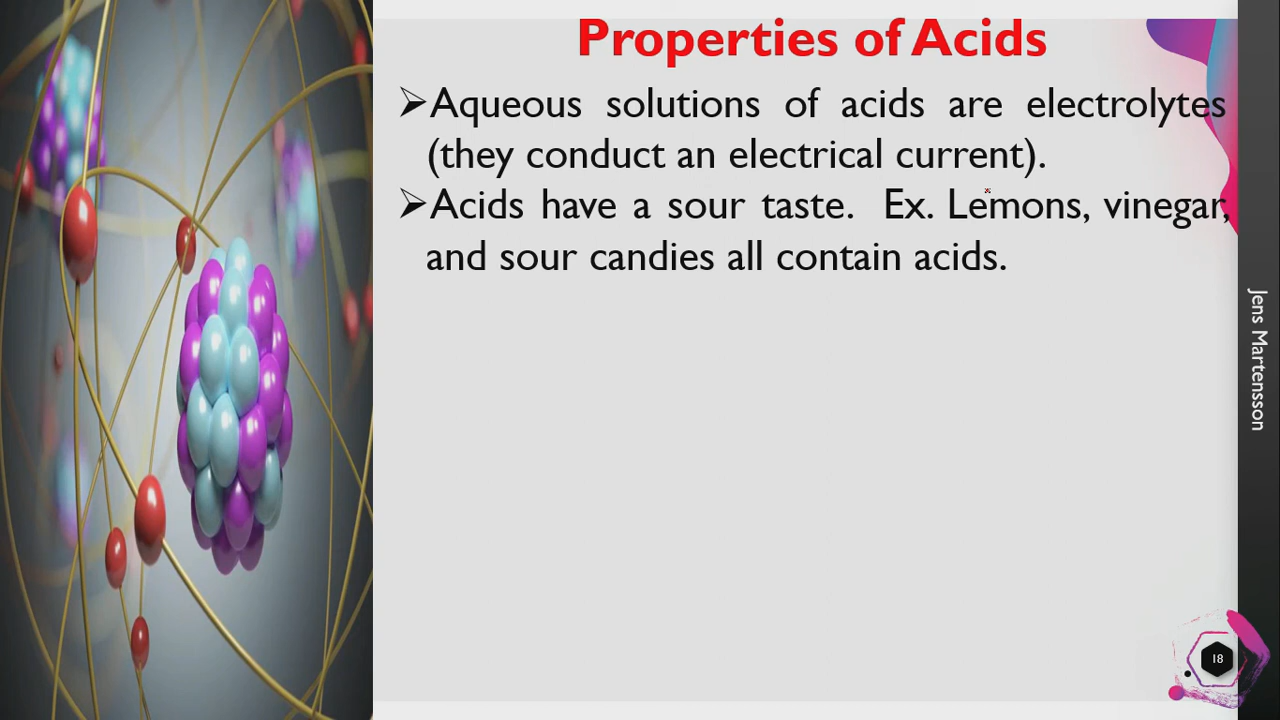 Properties of Acids
➢Aqueous solutions of acids are electrolytes
(they conduct an electrical current).
➢Acids have a sour taste. Ex. Lemons, vinegar,
and sour candies all contain acids.
Jens Martensson
18